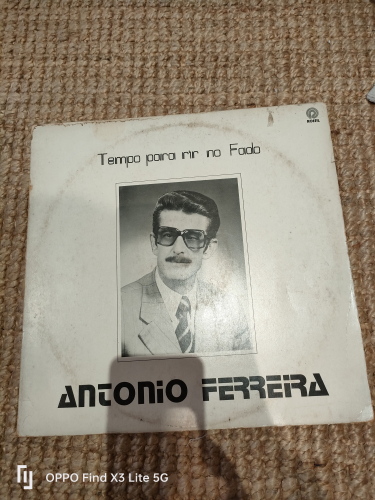 Tempo para rir no Fado
ANTONIO FERREIRA
OPPO Find X3 Lite 5G